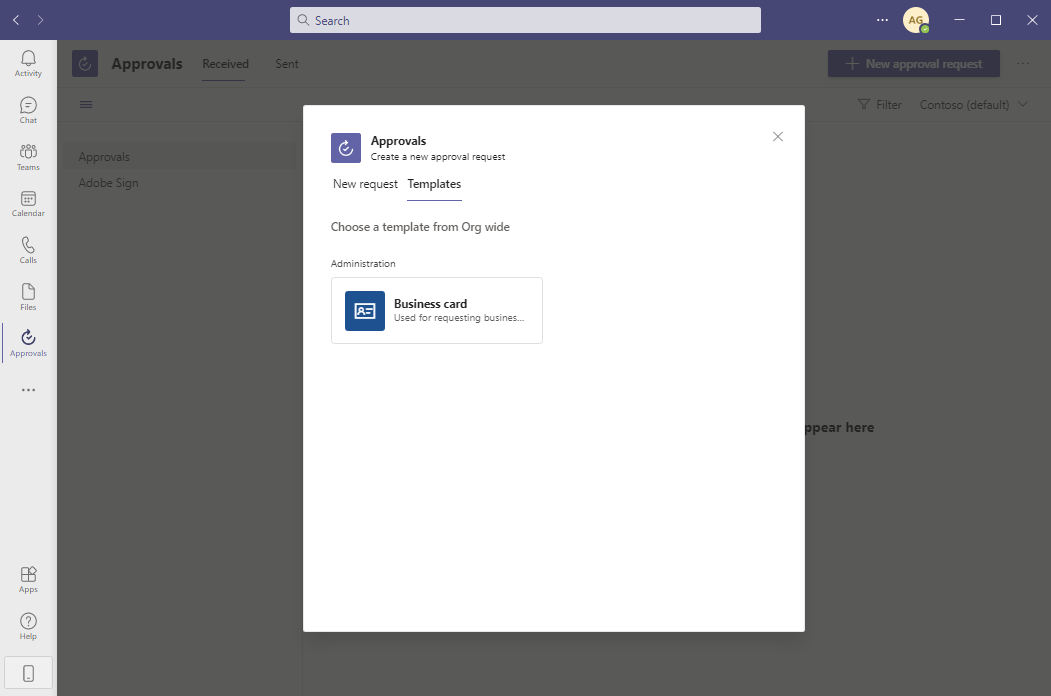 Search
AG
Activity
Chat
Teams
Calendar
Calls
Files
Approvals
Apps
Help
Approvals
Received
Sent
New approval request
Filter
Contoso (default)
Approvals
Adobe Sign
ppear here
Approvals
Create a new approval request
New request
Templates
Choose a template from Org wide
Administration
Business card
Used for requesting busines...